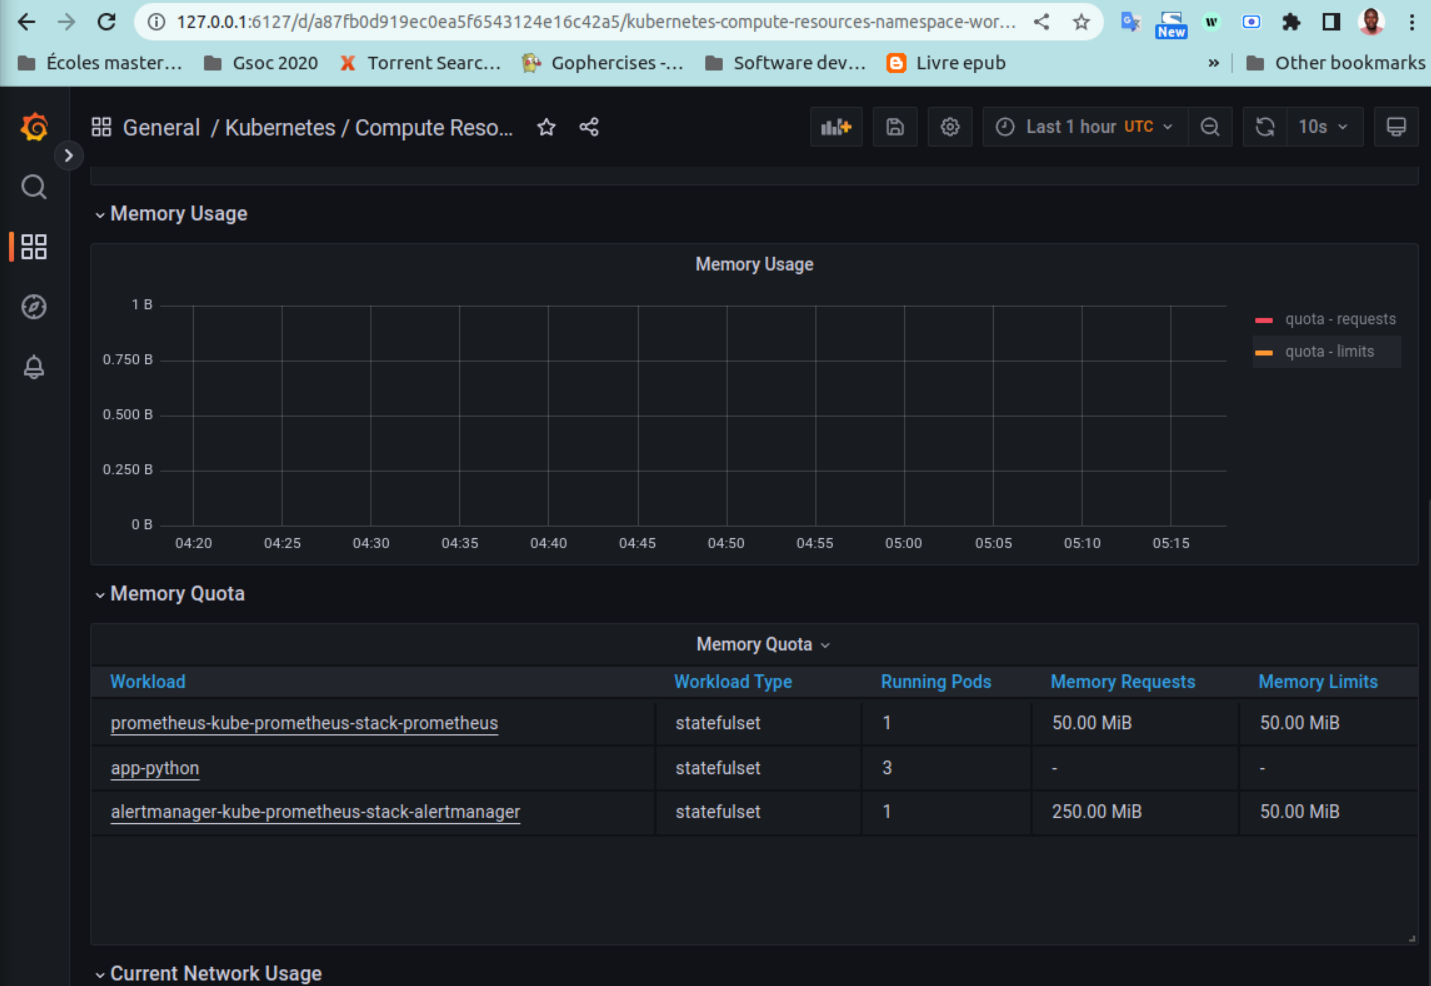 127.0.0.1:6127/d/a87fb0d919ec0ea5f6543124e16c42a5/kubernetes-compute-resources-namespace-wor...
New
W
Écoles master... Gsoc 2020 Torrent Searc... Gophercises -... Software dev... Livre epub » Other bookmarks
General / Kubernetes / Compute Reso... Last 1 hour UTC 10s
Memory Usage
Memory Usage
1 B
0.750 B
0.500 B
0.250 B
0 B
04:20 04:25 04:30 04:35 04:40 04:45 04:50 04:55 05:00 05:05 05:10 05:15
quota - requests
quota - limits
Memory Quota
Memory Quota
Workload Workload Type Running Pods Memory Requests Memory Limits
prometheus-kube-prometheus-stack-prometheus statefulset 1 50.00 MiB 50.00 MiB
app-python statefulset 3 - -
alertmanager-kube-prometheus-stack-alertmanager statefulset 1 250.00 MiB 50.00 MiB
Current Network Usage